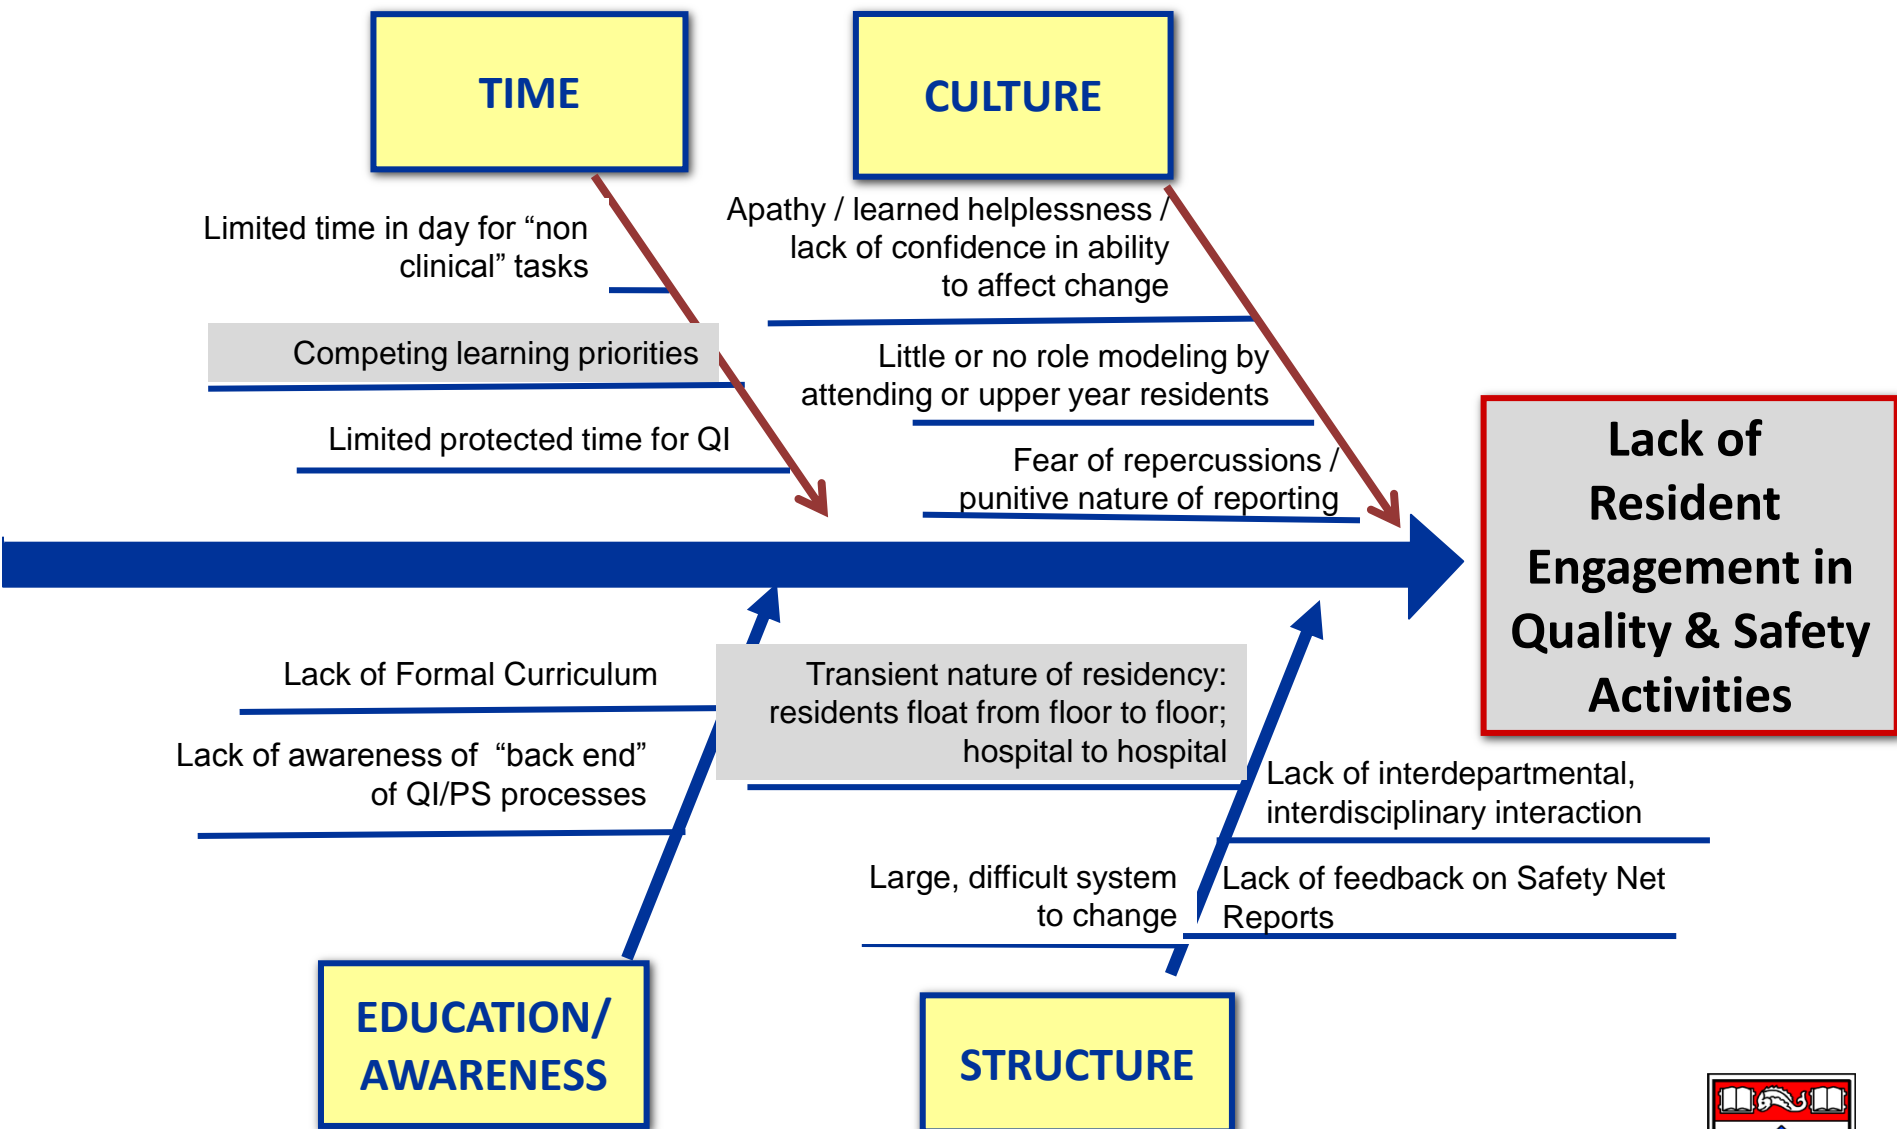 TIME
CULTURE
Limited time in day for “non
clinical” tasks
Competing learning priorities
Limited protected time for QI
Apathy / learned helplessness /
lack of confidence in ability
to affect change
Little or no role modeling by
attending or upper year residents
Fear of repercussions /
punitive nature of reporting
Lack of
Resident
Engagement in
Quality & Safety
Activities
Lack of Formal Curriculum
Lack of awareness of “back end”
of QI/PS processes
Transient nature of residency:
residents float from floor to floor;
hospital to hospital
Lack of interdepartmental,
interdisciplinary interaction
Large, difficult system
to change
Lack of feedback on Safety Net
Reports
EDUCATION/
AWARENESS
STRUCTURE